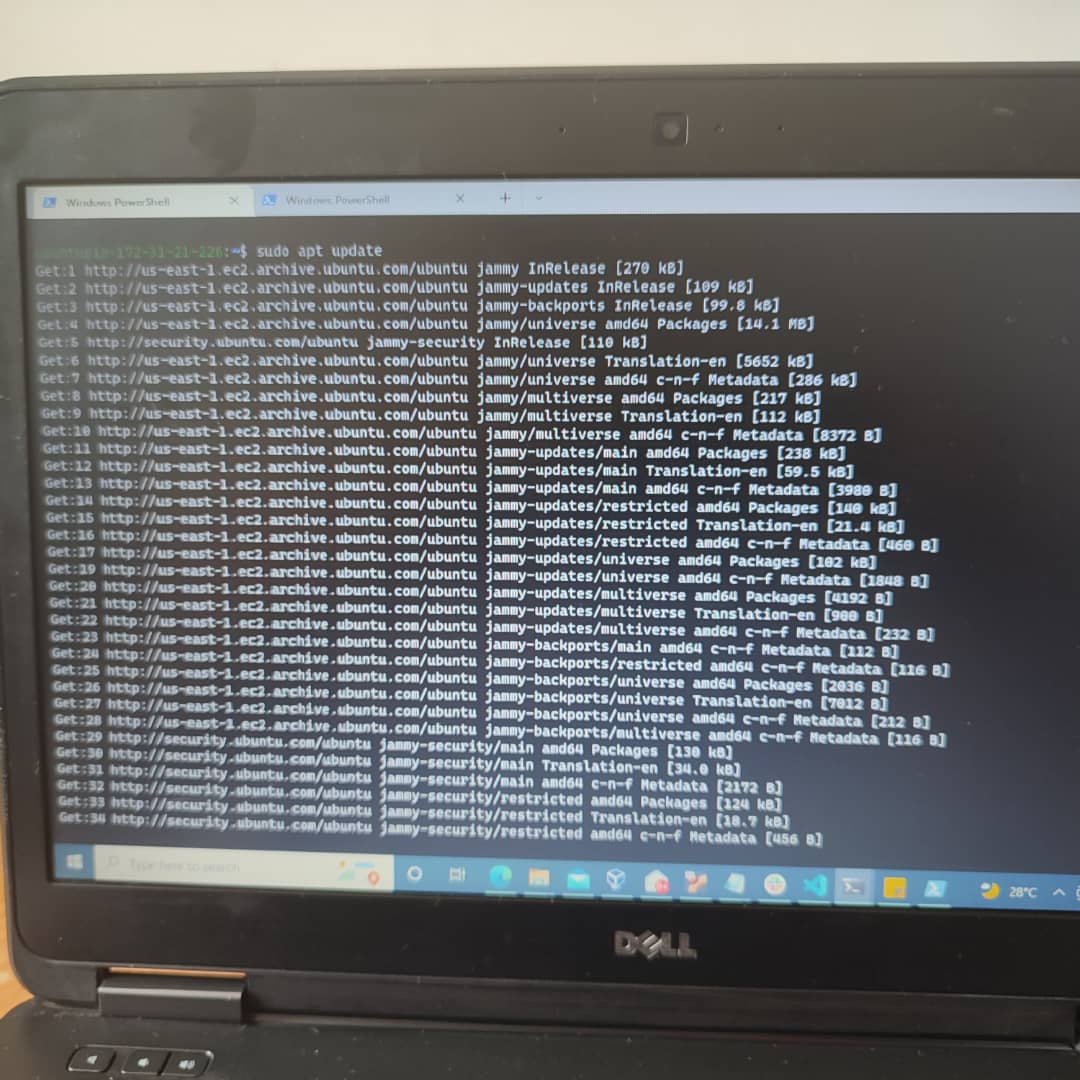 Windows PowerShell
Windows PowerShell
ubuntu@ip-172-31-21-226:~$ sudo apt update
Get:1 http://us-east-1.ec2.archive.ubuntu.com/ubuntu jammy InRelease [270 kB]
Get:2 http://us-east-1.ec2.archive.ubuntu.com/ubuntu jammy-updates InRelease [109 kB]
Get:3 http://us-east-1.ec2.archive.ubuntu.com/ubuntu jammy-backports InRelease [99.8 kB]
Get:4 http://us-east-1.ec2.archive.ubuntu.com/ubuntu jammy/universe amd64 Packages [14.1 MB]
Get:5 http://security.ubuntu.com/ubuntu jammy-security InRelease [110 kB]
Get:6 http://us-east-1.ec2.archive.ubuntu.com/ubuntu jammy/universe Translation-en [5652 kB]
Get:7 http://us-east-1.ec2.archive.ubuntu.com/ubuntu jammy/universe amd64 c-n-f Metadata [286 kB]
Get:8 http://us-east-1.ec2.archive.ubuntu.com/ubuntu jammy/multiverse amd64 Packages [217 kB]
Get:9 http://us-east-1.ec2.archive.ubuntu.com/ubuntu jammy/multiverse Translation-en [112 kB]
Get:10 http://us-east-1.ec2.archive.ubuntu.com/ubuntu jammy/multiverse amd64 c-n-f Metadata [8372 B]
Get:11 http://us-east-1.ec2.archive.ubuntu.com/ubuntu jammy-updates/main amd64 Packages [238 kB]
Get:12 http://us-east-1.ec2.archive.ubuntu.com/ubuntu jammy-updates/main Translation-en [59.5 kB]
Get:13 http://us-east-1.ec2.archive.ubuntu.com/ubuntu jammy-updates/main amd64 c-n-f Metadata [3980 B]
Get:14 http://us-east-1.ec2.archive.ubuntu.com/ubuntu jammy-updates/restricted amd64 Packages [140 kB]
Get:15 http://us-east-1.ec2.archive.ubuntu.com/ubuntu jammy-updates/restricted Translation-en [21.4 kB]
Get:16 http://us-east-1.ec2.archive.ubuntu.com/ubuntu jammy-updates/restricted amd64 c-n-f Metadata [460 B]
Get:17 http://us-east-1.ec2.archive.ubuntu.com/ubuntu jammy-updates/universe amd64 Packages [102 kB]
Get:19 http://us-east-1.ec2.archive.ubuntu.com/ubuntu jammy-updates/universe amd64 c-n-f Metadata [1848 B]
Get:20 http://us-east-1.ec2.archive.ubuntu.com/ubuntu jammy-updates/multiverse amd64 Packages [4192 B]
Get:21 http://us-east-1.ec2.archive.ubuntu.com/ubuntu jammy-updates/multiverse Translation-en [900 B]
Get:22 http://us-east-1.ec2.archive.ubuntu.com/ubuntu jammy-updates/multiverse amd64 c-n-f Metadata [232 B]
Get:23 http://us-east-1.ec2.archive.ubuntu.com/ubuntu jammy-backports/main amd64 c-n-f Metadata [112 B]
Get:24 http://us-east-1.ec2.archive.ubuntu.com/ubuntu jammy-backports/restricted amd64 c-n-f Metadata [116 B]
Get:25 http://us-east-1.ec2.archive.ubuntu.com/ubuntu jammy-backports/universe amd64 Packages [2036 B]
Get:26 http://us-east-1.ec2.archive.ubuntu.com/ubuntu jammy-backports/universe Translation-en [7012 B]
Get:27 http://us-east-1.ec2.archive.ubuntu.com/ubuntu jammy-backports/universe amd64 c-n-f Metadata [212 B]
Get:28 http://us-east-1.ec2.archive.ubuntu.com/ubuntu jammy-backports/multiverse amd64 c-n-f Metadata [116 B]
Get:29 http://security.ubuntu.com/ubuntu jammy-security/main amd64 Packages [130 kB]
Get:30 http://security.ubuntu.com/ubuntu jammy-security/main Translation-en [34.0 kB]
Get:31 http://security.ubuntu.com/ubuntu jammy-security/main amd64 c-n-f Metadata [2172 B]
Get:32 http://security.ubuntu.com/ubuntu jammy-security/restricted amd64 Packages [124 kB]
Get:33 http://security.ubuntu.com/ubuntu jammy-security/restricted Translation-en [18.7 kB]
Get:34 http://security.ubuntu.com/ubuntu jammy-security/restricted amd64 c-n-f Metadata [456 B]
Type here to search
28°C
DELL